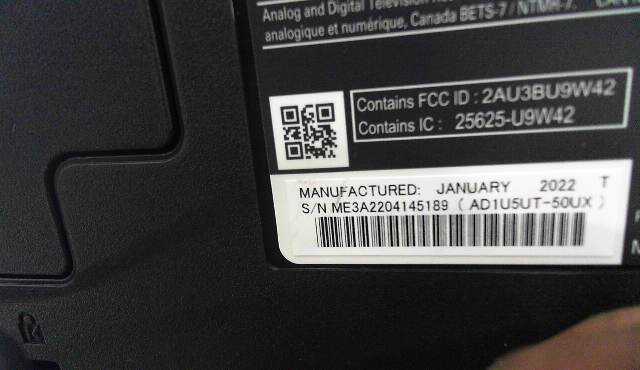 Analog and Digital Television
analogique et numérique, Canada BETS-7 / NTMR-7.
Contains FCC ID : 2AU3BU9W42
Contains IC : 25625-U9W42
MANUFACTURED: JANUARY 2022 T
S/N ME3A2204145189 ( AD1U5UT-50UX )